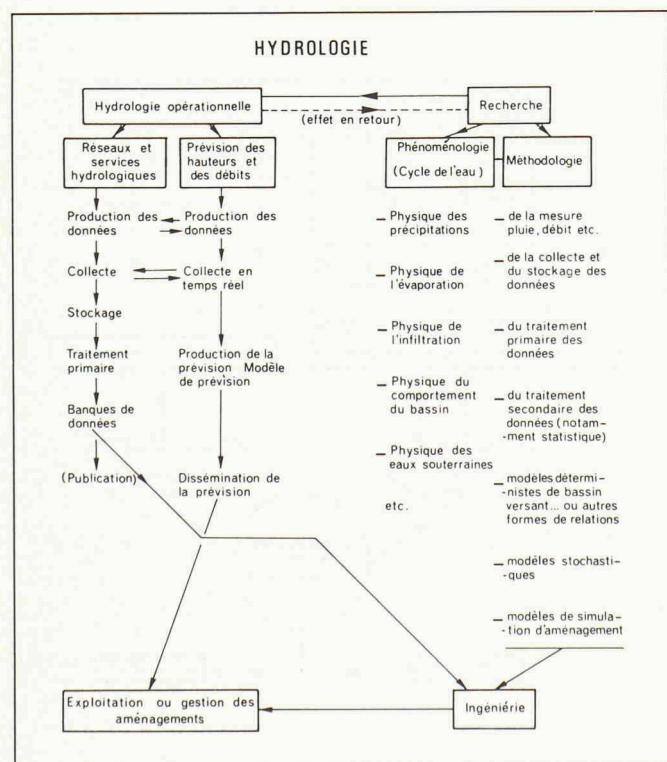 HYDROLOGIE
Hydrologie opérationnelle
Recherche
(effet en retour)
Réseaux et
services
hydrologiques
Prévision des
hauteurs et
des débits
Phénoménologie
(Cycle de l'eau)
Méthodologie
Production des
données
Production des
données
Collecte
Collecte en
temps réel
Stockage
Traitement
primaire
Production de la
prévision Modèle
de prévision
Banques de
données
(Publication)
Dissémination de
la prévision
– Physique des
précipitations
– Physique de
l'évaporation
– Physique de
l'infiltration
– Physique du
comportement
du bassin
– Physique des
eaux souterraines
etc.
– de la mesure
pluie, débit etc.
– de la collecte et
du stockage des
données
– du traitement
primaire des
données
– du traitement
secondaire des
données (notam-
ment statistique)
– modèles détermi-
nistes de bassin
versant... ou autres
formes de relations
– modèles stochasti-
-ques
– modèles de simula-
-tion d'aménagement
Exploitation ou gestion des
aménagements
Ingéniérie